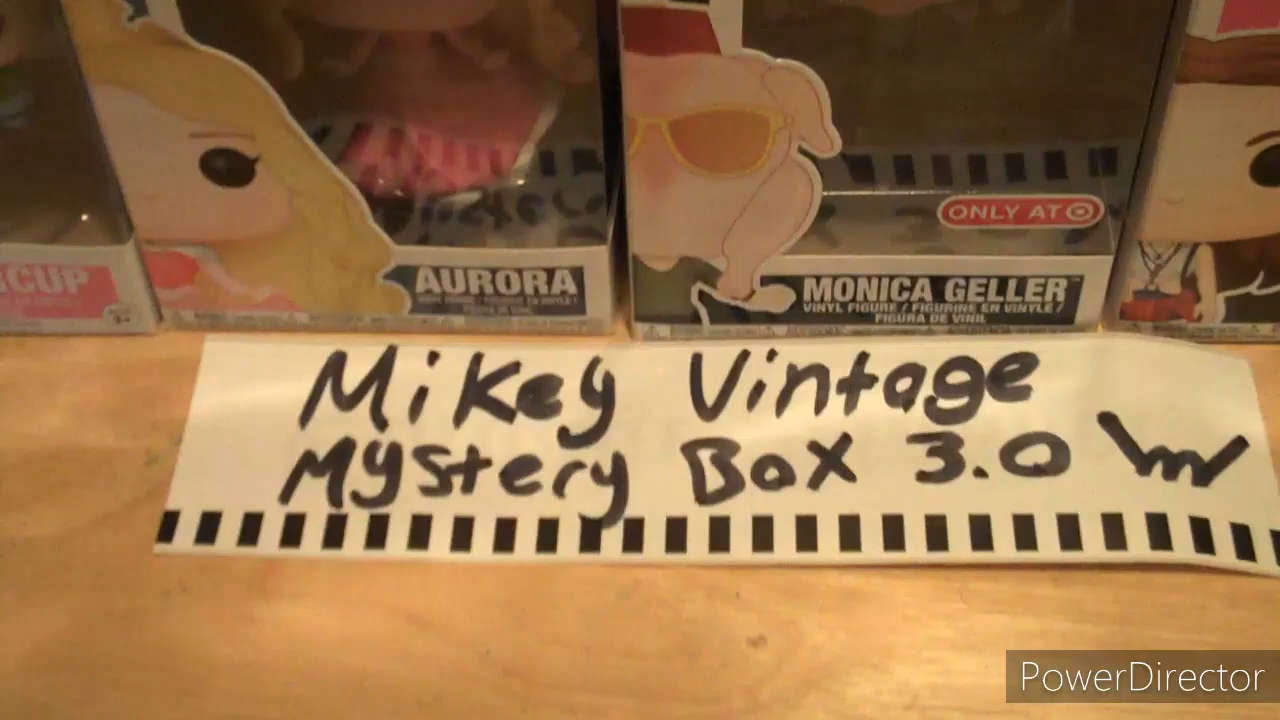 CUP
AURORA
ONLY AT
MONICA GELLER
VINYL FIGURE / FIGURINE EN VINYLE /
FIGURA DE VINIL
Mikey Vintage
Mystery Box 3.0
PowerDirector